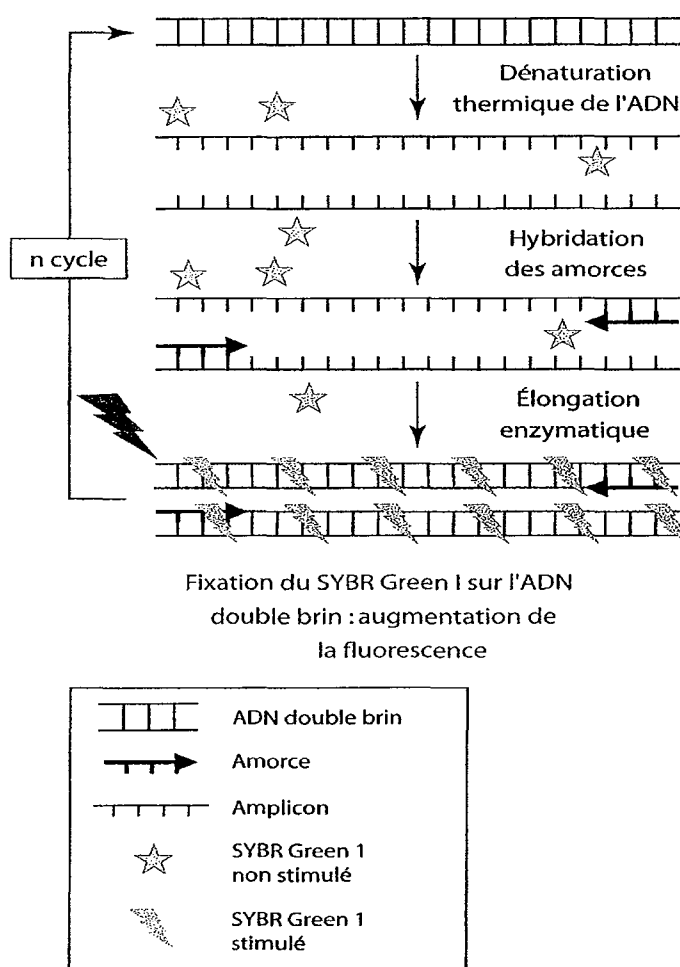 Dénaturation
thermique de l'ADN
n cycle
Hybridation
des amorces
Élongation
enzymatique
Fixation du SYBR Green I sur l'ADN
double brin : augmentation de
la fluorescence
ADN double brin
Amorce
Amplicon
SYBR Green 1
non stimulé
SYBR Green 1
stimulé